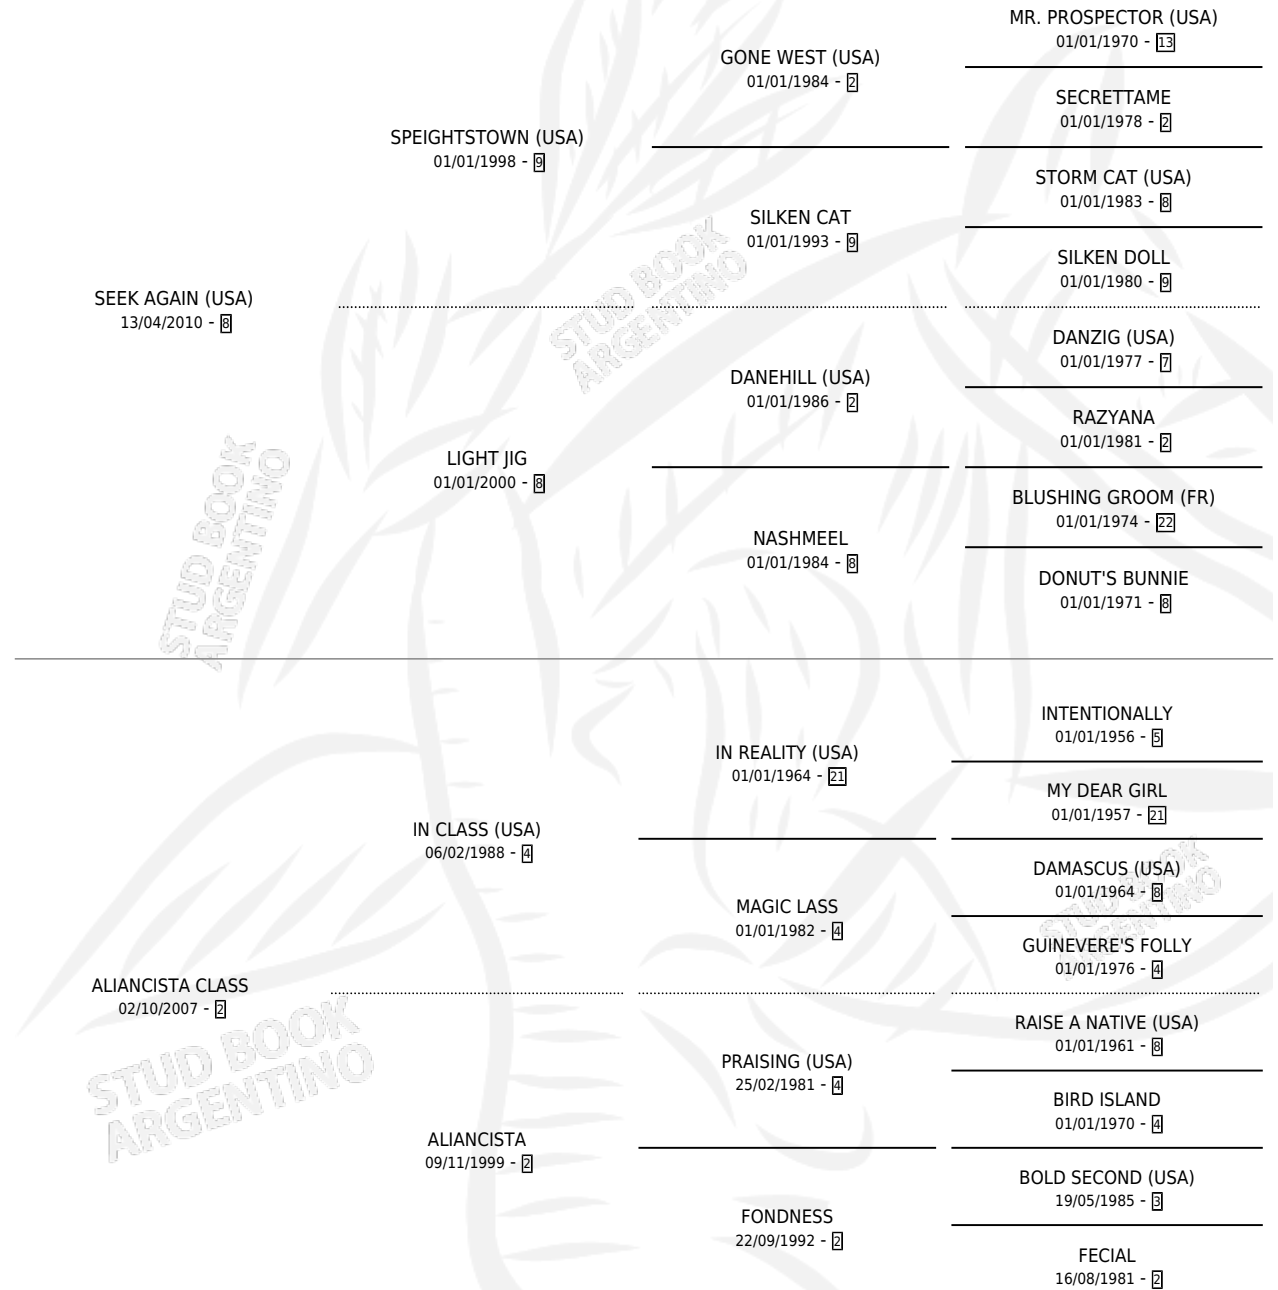 MR. PROSPECTOR (USA)
01/01/1970 - 13
GONE WEST (USA)
01/01/1984 - 2
SECRETTAME
01/01/1978 - 2
SPEIGHTSTOWN (USA)
01/01/1998 - 9
STORM CAT (USA)
01/01/1983 - 8
SILKEN CAT
01/01/1993 - 9
SILKEN DOLL
01/01/1980 - 9
SEEK AGAIN (USA)
13/04/2010 - 8
STUD BOOK
ARGENTINO
DANZIG (USA)
01/01/1977 - 7
DANEHILL (USA)
01/01/1986 - 2
RAZYANA
01/01/1981 - 2
LIGHT JIG
01/01/2000 - 8
BLUSHING GROOM (FR)
01/01/1974 - 22
NASHMEEL
01/01/1984 - 8
DONUT'S BUNNIE
01/01/1971 - 8
STUD BOOK
ARGENTINO
INTENTIONALLY
01/01/1956 - 5
IN REALITY (USA)
01/01/1964 - 21
MY DEAR GIRL
01/01/1957 - 21
IN CLASS (USA)
06/02/1988 - 4
DAMASCUS (USA)
01/01/1964 - 8
MAGIC LASS
01/01/1982 - 4
GUINEVERE'S FOLLY
01/01/1976 - 4
STUD BOOK
ARGENTINO
ALIANCISTA CLASS
02/10/2007 - 2
RAISE A NATIVE (USA)
01/01/1961 - 8
PRAISING (USA)
25/02/1981 - 4
BIRD ISLAND
01/01/1970 - 4
ALIANCISTA
09/11/1999 - 2
BOLD SECOND (USA)
19/05/1985 - 3
FONDNESS
22/09/1992 - 2
FECIAL
16/08/1981 - 2
STUD BOOK
ARGENTINO